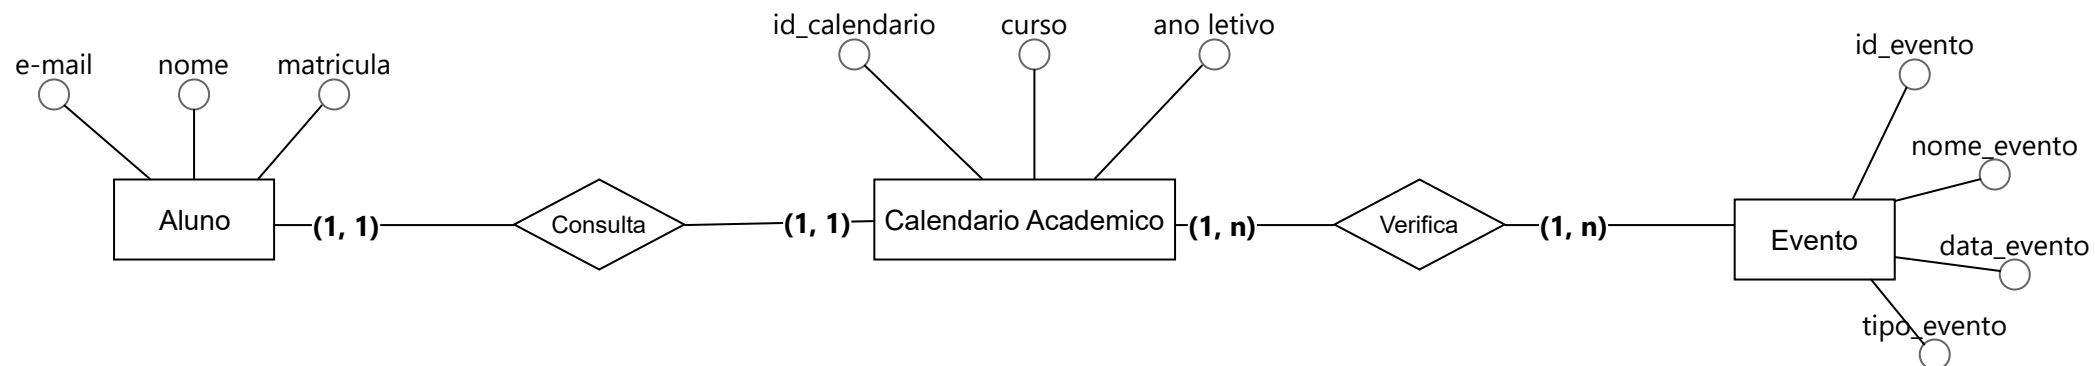 id_calendario
curso
ano letivo
e-mail
nome
matricula
id_evento
nome_evento
Aluno
(1, 1)
Consulta
(1, 1)
Calendario Academico
(1, n)
Verifica
(1, n)
Evento
data_evento
tipo_evento